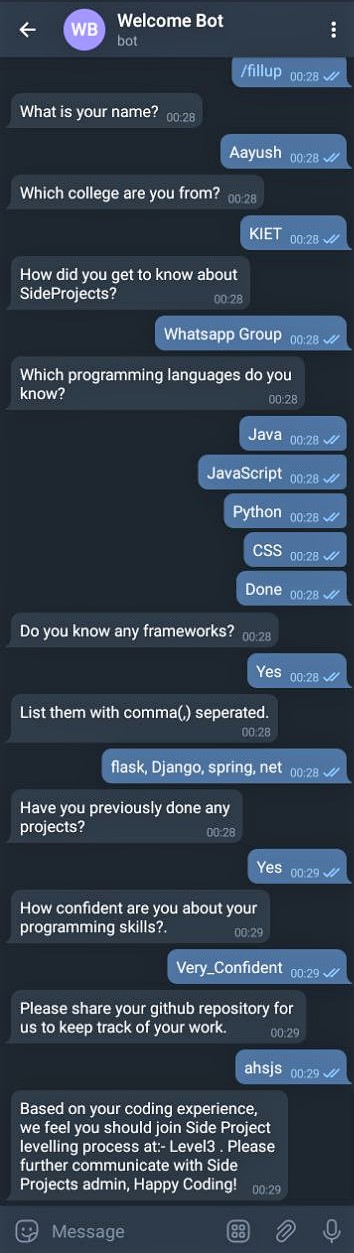 WB
Welcome Bot
bot
/fillup 00:28
What is your name? 00:28
Aayush 00:28
Which college are you from? 00:28
KIET 00:28
How did you get to know about
SideProjects? 00:28
Whatsapp Group 00:28
Which programming languages do you
know? 00:28
Java 00:28
JavaScript 00:28
Python 00:28
CSS 00:28
Done 00:28
Do you know any frameworks? 00:28
Yes 00:28
List them with comma(,) seperated.
00:28
flask, Django, spring, net 00:28
Have you previously done any
projects? 00:28
Yes 00:29
How confident are you about your
programming skills?. 00:29
Very_Confident 00:29
Please share your github repository for
us to keep track of your work. 00:29
ahsjs 00:29
Based on your coding experience,
we feel you should join Side Project
levelling process at:- Level3 . Please
further communicate with Side
Projects admin, Happy Coding! 00:29
Message